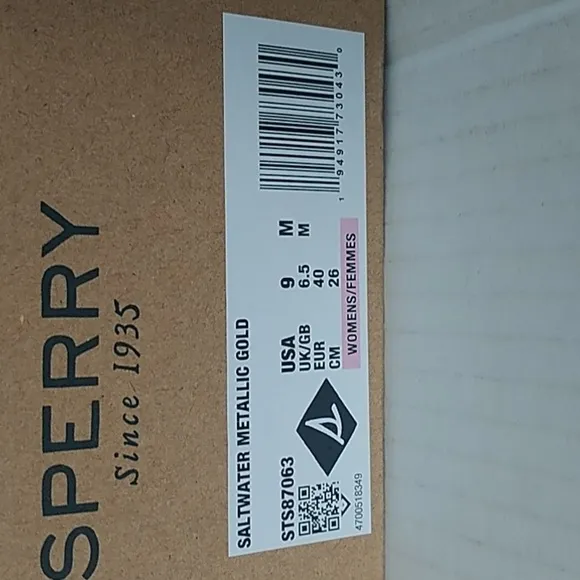 SPERRY
Since 1935
SALTWATER METALLIC GOLD
STS87063
USA 9 M
UK/GB 6.5 M
EUR 40
CM 26
WOMENS/FEMMES
4700518349
1 94917 73043 0